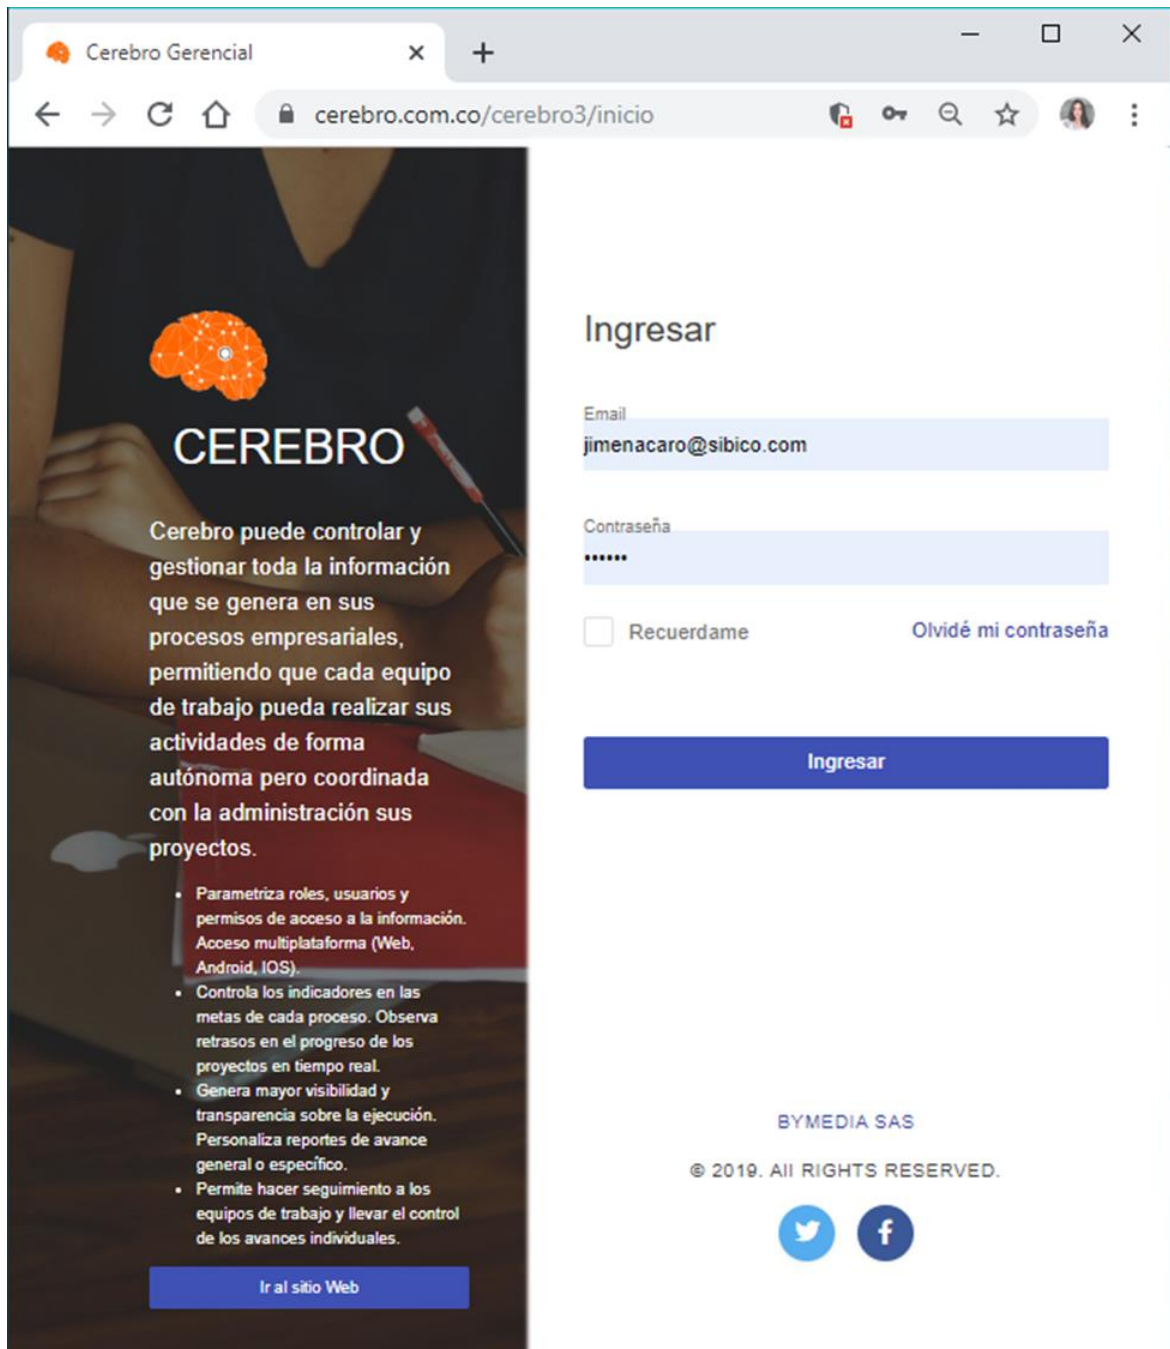 Cerebro Gerencial
cerebro.com.co/cerebro3/inicio
CEREBRO
Cerebro puede controlar y
gestionar toda la información
que se genera en sus
procesos empresariales,
permitiendo que cada equipo
de trabajo pueda realizar sus
actividades de forma
autónoma pero coordinada
con la administración sus
proyectos.
• Parametriza roles, usuarios y
permisos de acceso a la información.
Acceso multiplataforma (Web,
Android, IOS).
• Controla los indicadores en las
metas de cada proceso. Observa
retrasos en el progreso de los
proyectos en tiempo real.
• Genera mayor visibilidad y
transparencia sobre la ejecución.
Personaliza reportes de avance
general o específico.
• Permite hacer seguimiento a los
equipos de trabajo y llevar el control
de los avances individuales.
Ir al sitio Web
Ingresar
Email
jimenacaro@sibico.com
Contraseña
••••••
Recuerdame
Olvidé mi contraseña
Ingresar
BYMEDIA SAS
© 2019. All RIGHTS RESERVED.